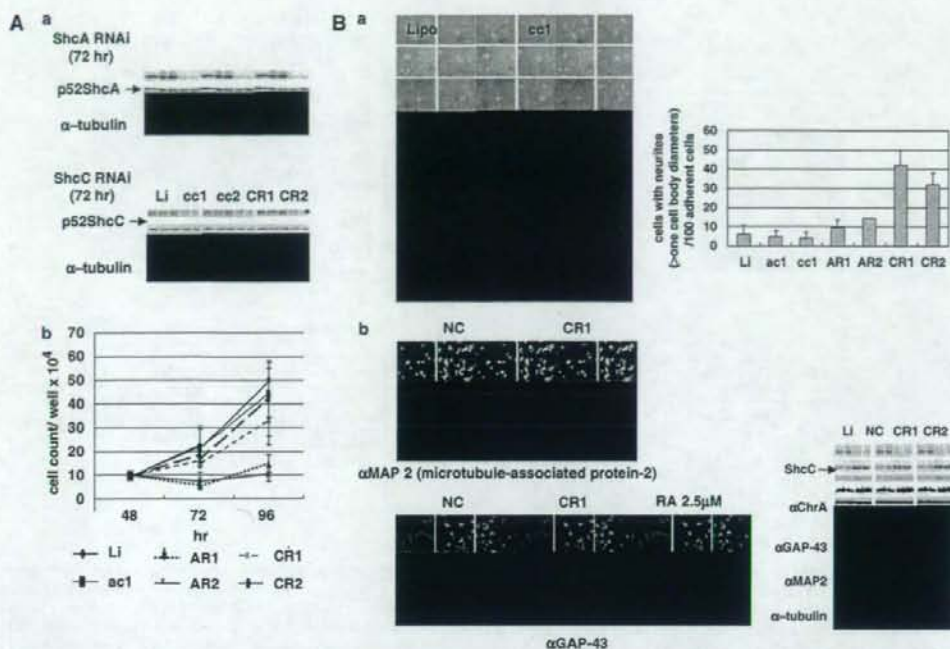 A
a
ShcA RNAi
(72 hr)
p52ShcA
α–tubulin
ShcC RNAi
(72 hr)
Li cc1 cc2 CR1 CR2
p52ShcC
α–tubulin
b
cell count/ well x 10⁴
70
60
50
40
30
20
10
0
48 72 96
hr
Li AR1 CR1
ac1 AR2 CR2
B
a
Lipo cc1
cells with neurites
(>one cell body diameters)
/100 adherent cells
60
50
40
30
20
10
0
Li ac1 cc1 AR1 AR2 CR1 CR2
b
NC CR1
αMAP 2 (microtubule-associated protein-2)
NC CR1 RA 2.5μM
αGAP-43
Li NC CR1 CR2
ShcC
αChrA
αGAP-43
αMAP2
α–tubulin